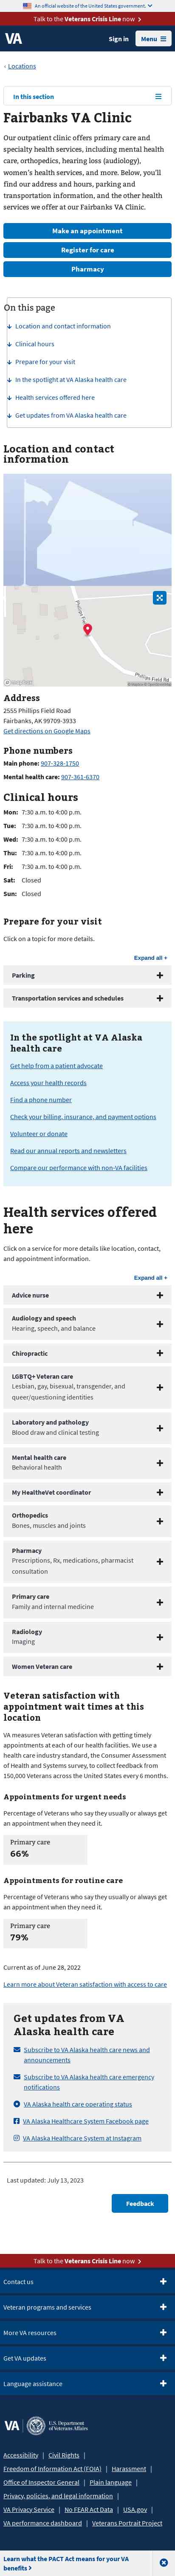 An official website of the United States government.
Talk to the Veterans Crisis Line now
VA
Sign in
Menu
Locations
In this section
Fairbanks VA Clinic
Our outpatient clinic offers primary care and
specialty health services, including mental health
care, orthopedics, hearing loss (audiology),
women's health services, and more. Below, you'll
find our address and hours, parking and
transportation information, and the other health
services we offer at our Fairbanks VA Clinic.
Make an appointment
Register for care
Pharmacy
On this page
Location and contact information
Clinical hours
Prepare for your visit
In the spotlight at VA Alaska health care
Health services offered here
Get updates from VA Alaska health care
Location and contact
information
Phillips Field
Phillips Field Rd
Address
2555 Phillips Field Road
Fairbanks, AK 99709-3933
Get directions on Google Maps
Phone numbers
Main phone: 907-328-1750
Mental health care: 907-361-6370
Clinical hours
Mon: 7:30 a.m. to 4:00 p.m.
Tue: 7:30 a.m. to 4:00 p.m.
Wed: 7:30 a.m. to 4:00 p.m.
Thu: 7:30 a.m. to 4:00 p.m.
Fri: 7:30 a.m. to 4:00 p.m.
Sat: Closed
Sun: Closed
Prepare for your visit
Click on a topic for more details.
Expand all +
Parking
Transportation services and schedules
In the spotlight at VA Alaska
health care
Get help from a patient advocate
Access your health records
Find a phone number
Check your billing, insurance, and payment options
Volunteer or donate
Read our annual reports and newsletters
Compare our performance with non-VA facilities
Health services offered
here
Click on a service for more details like location, contact,
and appointment information.
Expand all +
Advice nurse
Audiology and speech
Hearing, speech, and balance
Chiropractic
LGBTQ+ Veteran care
Lesbian, gay, bisexual, transgender, and
queer/questioning identities
Laboratory and pathology
Blood draw and clinical testing
Mental health care
Behavioral health
My HealtheVet coordinator
Orthopedics
Bones, muscles and joints
Pharmacy
Prescriptions, Rx, medications, pharmacist
consultation
Primary care
Family and internal medicine
Radiology
Imaging
Women Veteran care
Veteran satisfaction with
appointment wait times at this
location
VA measures Veteran satisfaction with getting timely
appointments at each of our health facilities. We use a
health care industry standard, the Consumer Assessment
of Health and Systems survey, to collect feedback from
150,000 Veterans across the United States every 6 months.
Appointments for urgent needs
Percentage of Veterans who say they usually or always get
an appointment when they need it.
Primary care
66%
Appointments for routine care
Percentage of Veterans who say they usually or always get
an appointment when they need it.
Primary care
79%
Current as of June 28, 2022
Learn more about Veteran satisfaction with access to care
Get updates from VA
Alaska health care
Subscribe to VA Alaska health care news and
announcements
Subscribe to VA Alaska health care emergency
notifications
VA Alaska health care operating status
VA Alaska Healthcare System Facebook page
VA Alaska Healthcare System at Instagram
Last updated: July 13, 2023
Feedback
Talk to the Veterans Crisis Line now
Contact us
Veteran programs and services
More VA resources
Get VA updates
Language assistance
VA
U.S. Department
of Veterans Affairs
Accessibility | Civil Rights |
Freedom of Information Act (FOIA) | Harassment |
Office of Inspector General | Plain language |
Privacy, policies, and legal information |
VA Privacy Service | No FEAR Act Data | USA.gov |
VA performance dashboard | Veterans Portrait Project
Learn what the PACT Act means for your VA
benefits